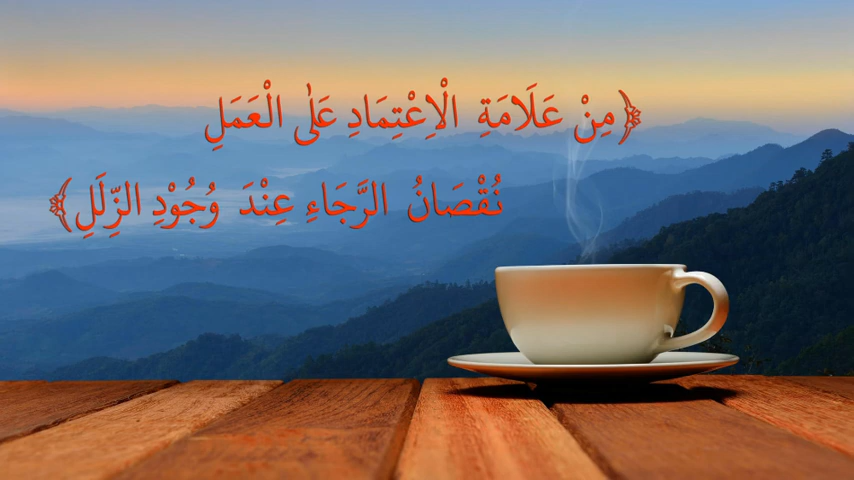 ﴿مِنْ عَلَامَةِ الْاِعْتِمَادِ عَلٰى الْعَمَلِ
نُقْصَانُ الرَّجَاءِ عِنْدَ وُجُوْدِ الزَّلَلِ﴾